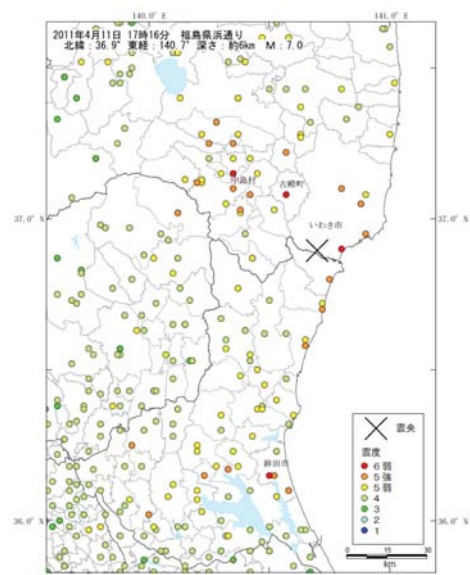 140.0° E
141.0° E
2011年4月11日 17時16分 福島県浜通り
北緯：36.9° 東経：140.7° 深さ：約6km M：7.0
中島村
古殿町
37.0° N
37.0° N
いわき市
震央
震度
6弱
5強
5弱
4
3
2
1
鉾田市
36.0° N
36.0° N
0
15
30
km